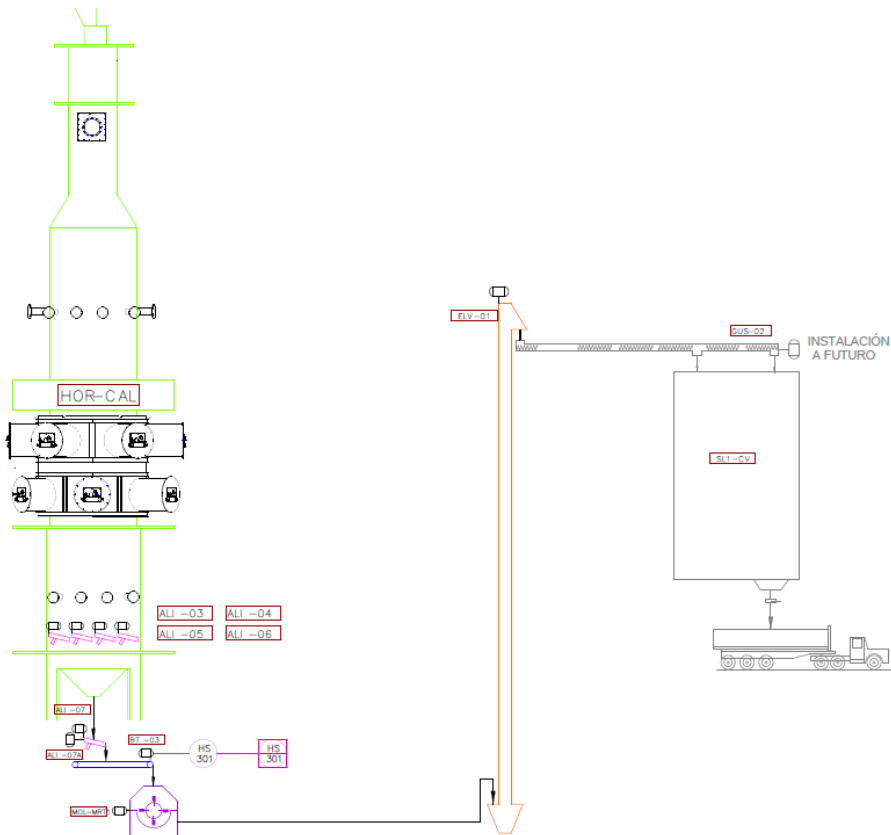 ELV-01
GUS-02
INSTALACIÓN
A FUTURO
HOR-CAL
SL1-CV
ALI -03
ALI -04
ALI -05
ALI -06
ALI -07
BT -03
HS
301
HS
301
ALI -07A
MOL-MRT1